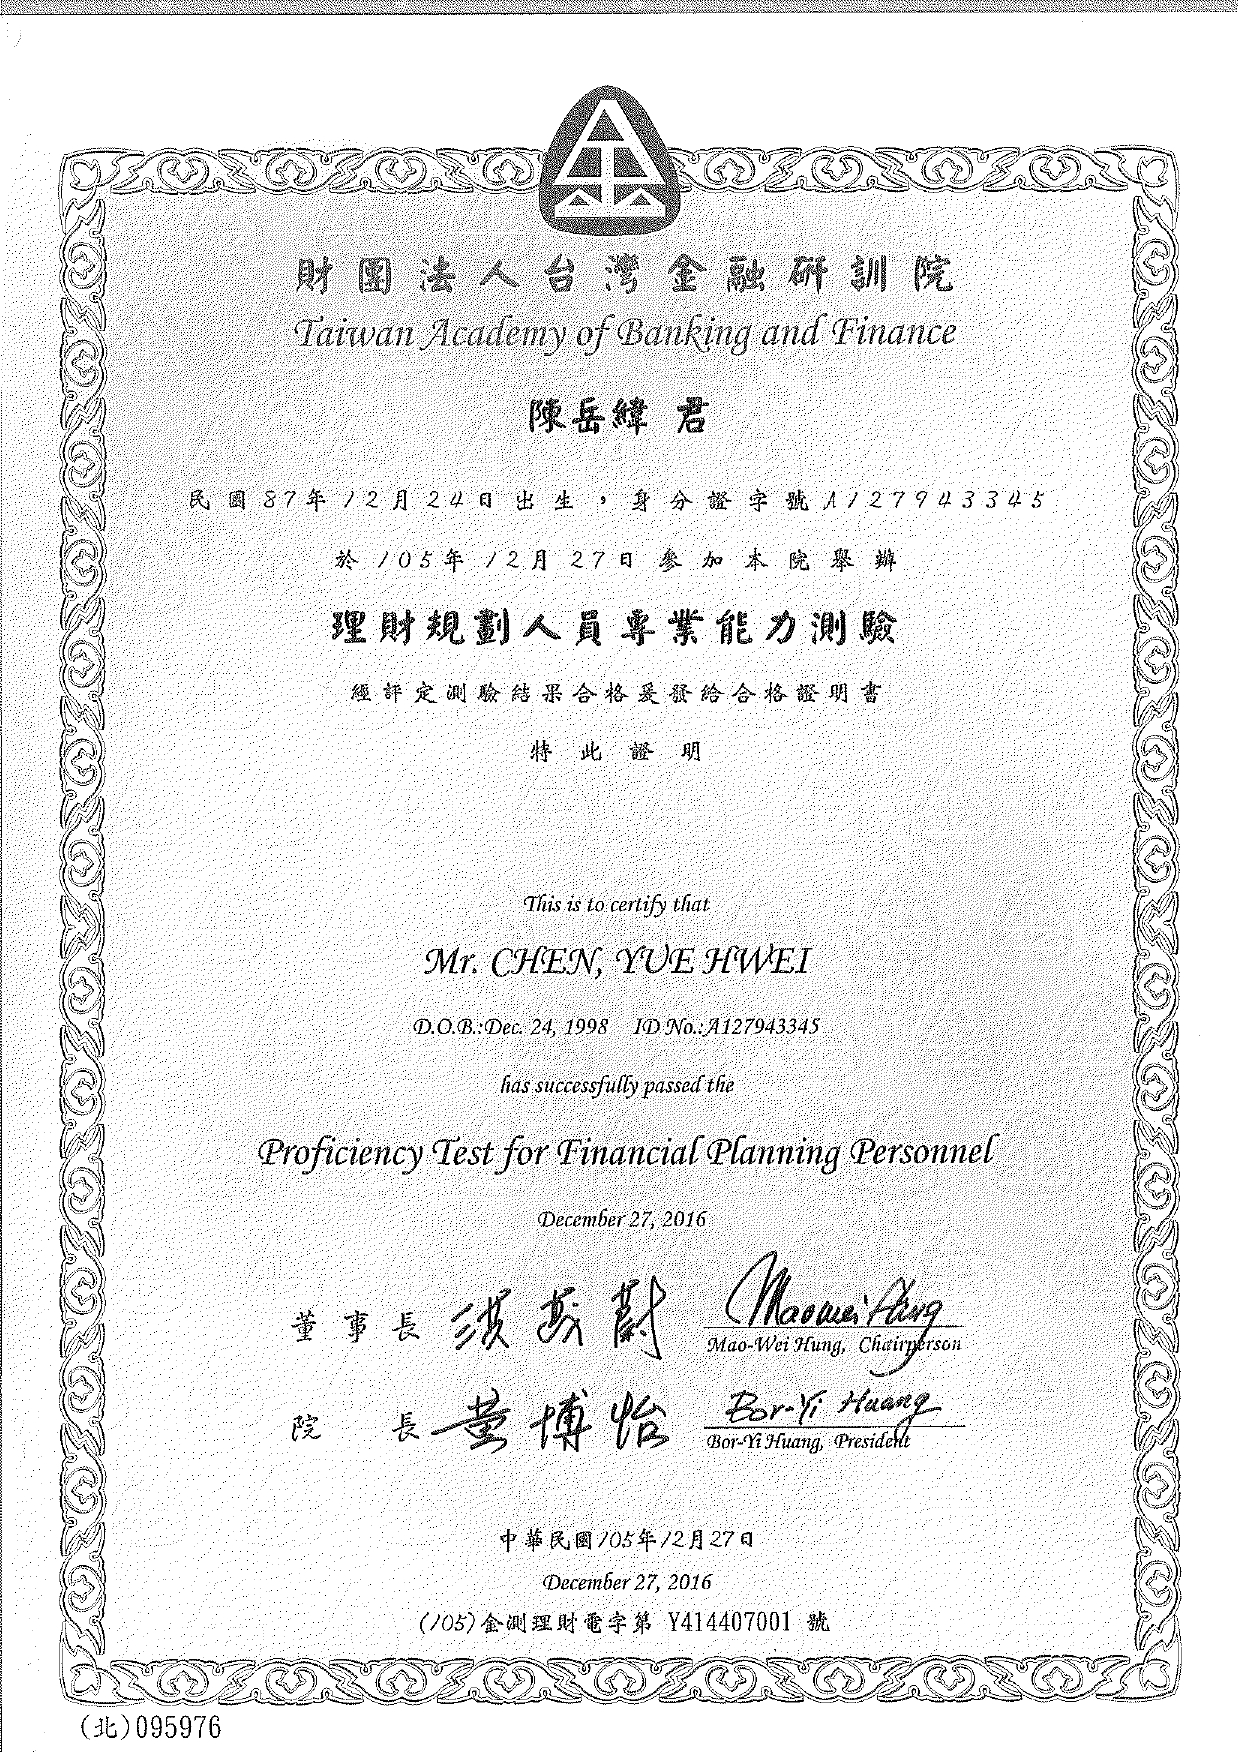 財團法人台灣金融研訓院
Taiwan Academy of Banking and Finance
陳岳緯 君
民國87年12月24日出生，身分證字號A127943345
於105年12月27日參加本院舉辦
理財規劃人員專業能力測驗
經評定測驗結果合格爰發給合格證明書
特此證明
This is to certify that
Mr. CHEN, YUE HWEI
D.O.B.:Dec. 24, 1998 ID No.:A127943345
has successfully passed the
Proficiency Test for Financial Planning Personnel
December 27, 2016
董事長 洪茂蔚 Maowei Hung
Mao-Wei Hung, Chairperson
院長 黃博怡 Bor-Yi Huang
Bor-Yi Huang, President
中華民國105年12月27日
December 27, 2016
(105)金測理財電字第 Y414407001 號
(北)095976